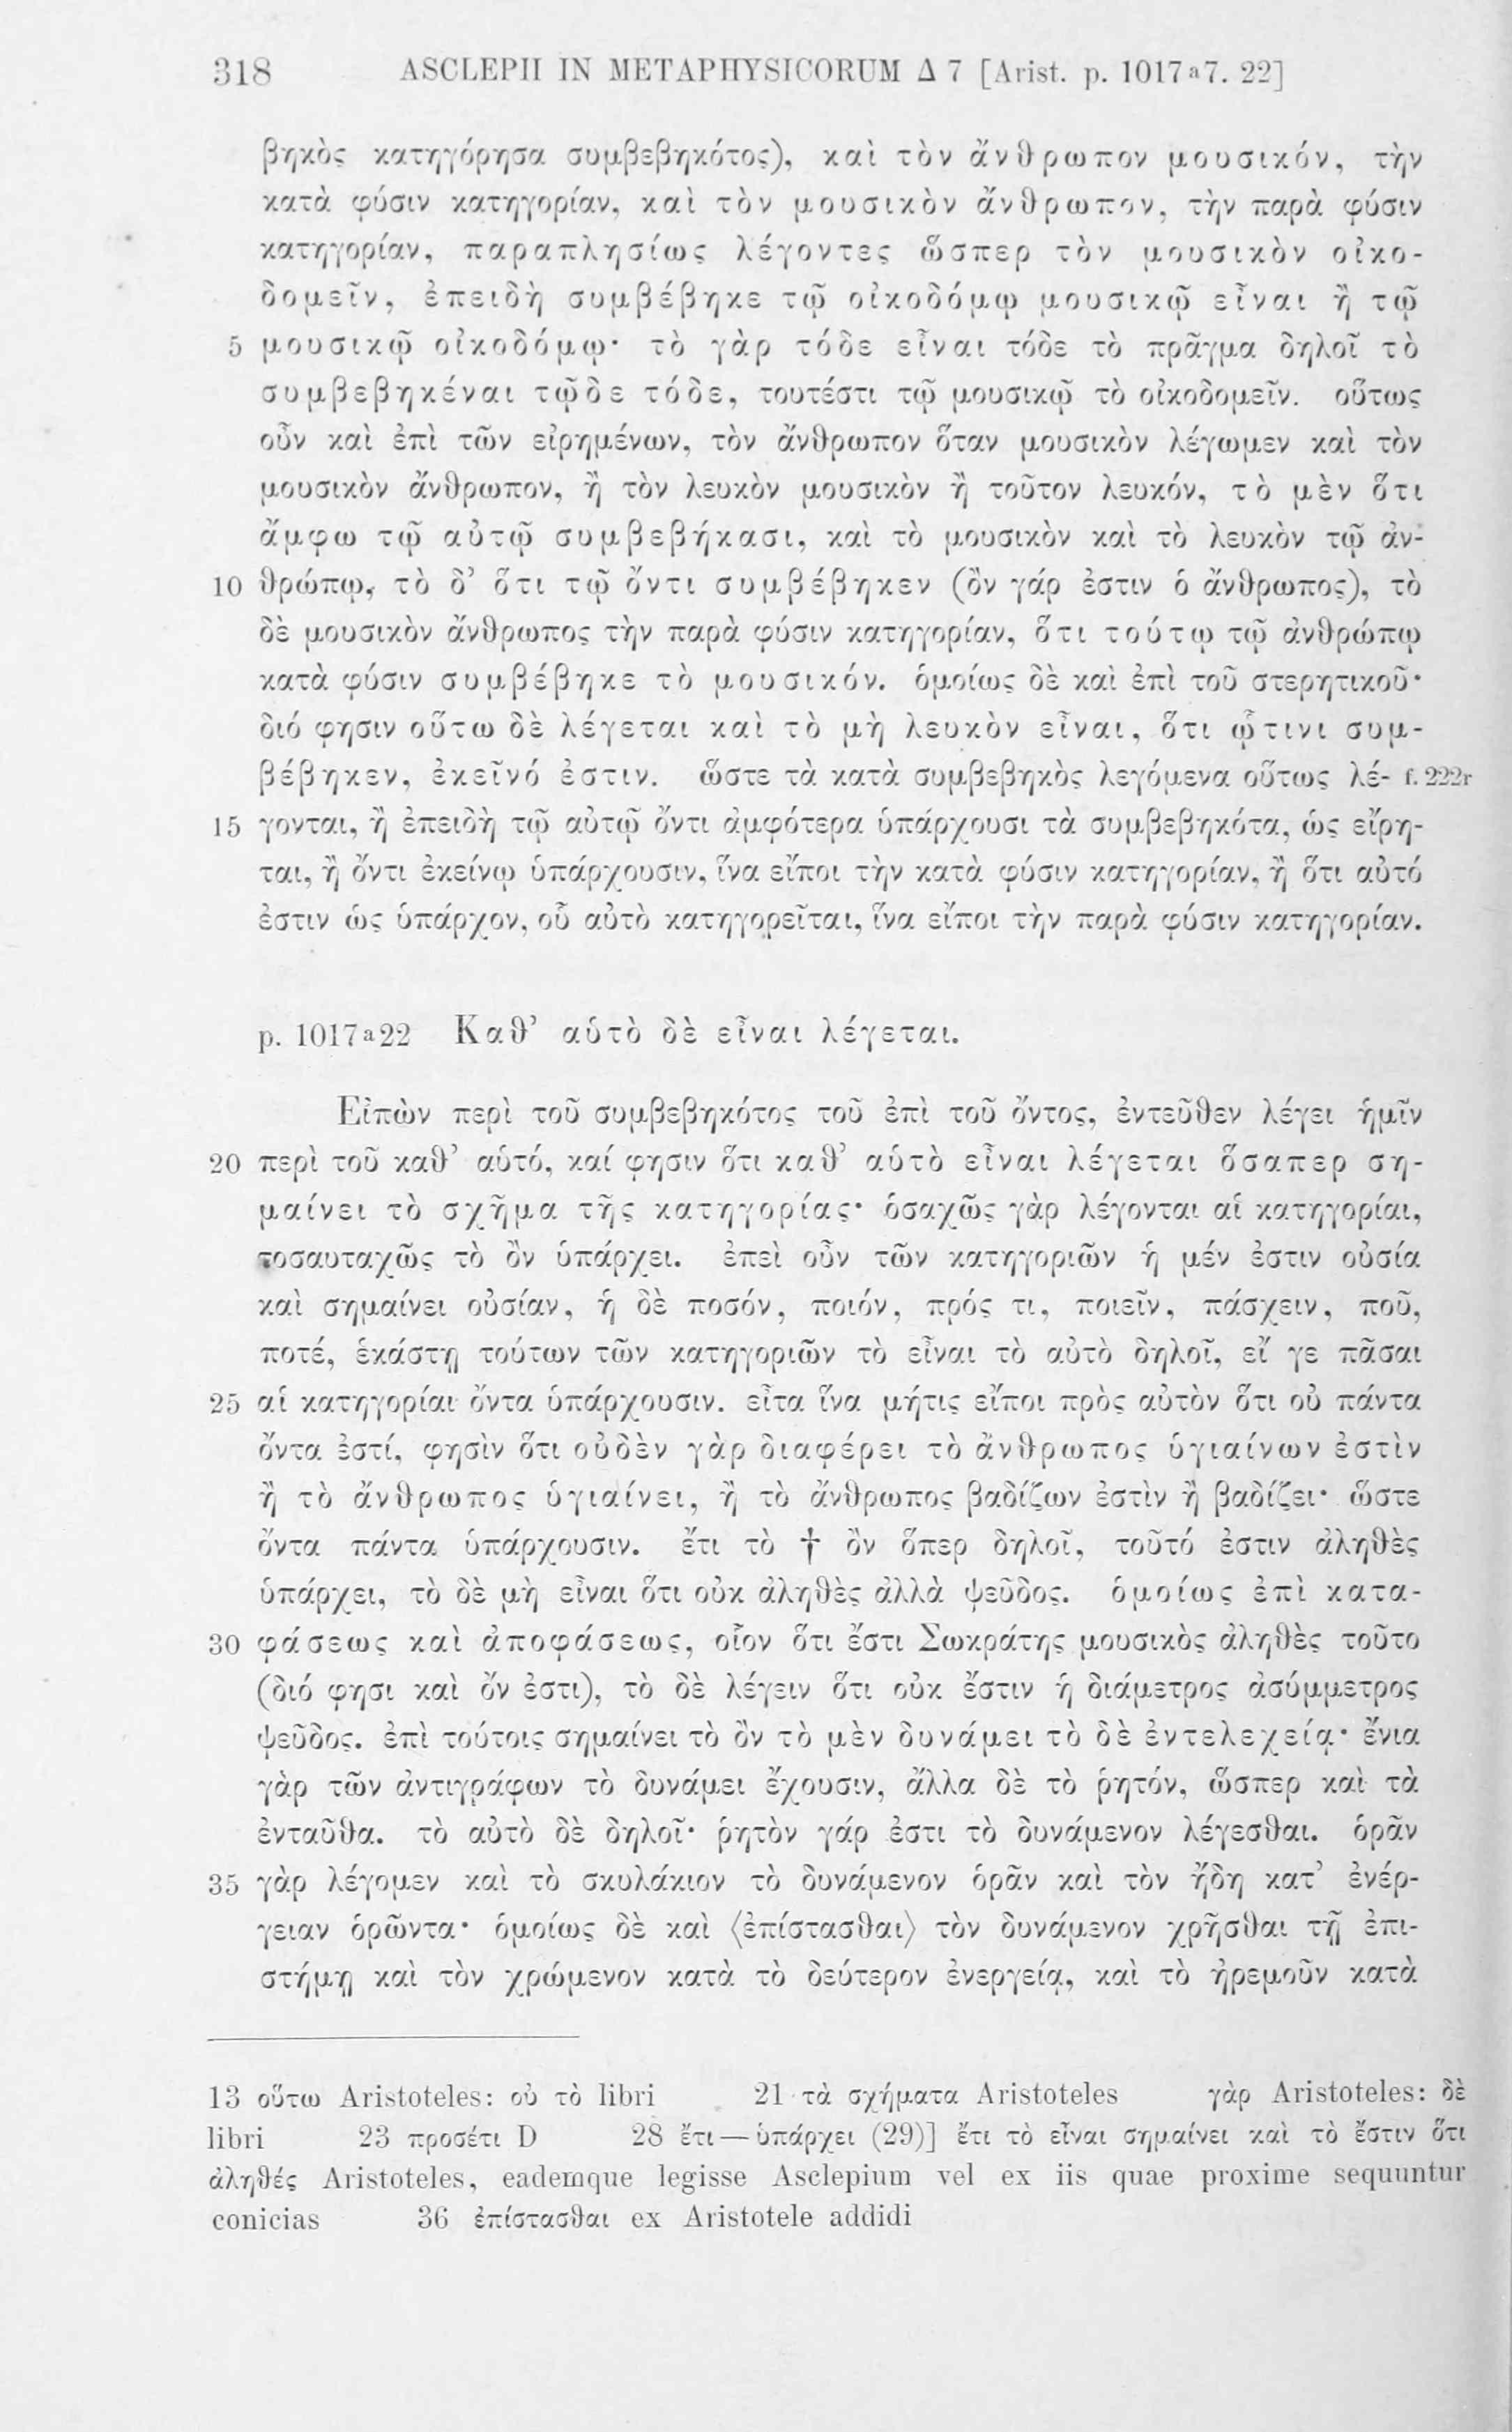 318 ASCLEPII IN METAPHYSICORUM Δ 7 [Arist. p. 1017ᵃ7. 22]
βηκὸς κατηγόρησα συμβεβηκότος), καὶ τὸν ἄνθρωπον μουσικόν, τὴν
κατὰ φύσιν κατηγορίαν, καὶ τὸν μουσικὸν ἄνθρωπον, τὴν παρὰ φύσιν
κατηγορίαν, παραπλησίως λέγοντες ὥσπερ τὸν μουσικὸν οἰκο-
δομεῖν, ἐπειδὴ συμβέβηκε τῷ οἰκοδόμῳ μουσικῷ εἶναι ἢ τῷ
5 μουσικῷ οἰκοδόμῳ· τὸ γὰρ τόδε εἶναι τόδε τὸ πρᾶγμα δηλοῖ τὸ
συμβεβηκέναι τῷδε τόδε, τουτέστι τῷ μουσικῷ τὸ οἰκοδομεῖν. οὕτως
οὖν καὶ ἐπὶ τῶν εἰρημένων, τὸν ἄνθρωπον ὅταν μουσικὸν λέγωμεν καὶ τὸν
μουσικὸν ἄνθρωπον, ἢ τὸν λευκὸν μουσικὸν ἢ τοῦτον λευκόν, τὸ μὲν ὅτι
ἄμφω τῷ αὐτῷ συμβεβήκασι, καὶ τὸ μουσικὸν καὶ τὸ λευκὸν τῷ ἀν-
10 θρώπῳ, τὸ δ’ ὅτι τῷ ὄντι συμβέβηκεν (ὂν γάρ ἐστιν ὁ ἄνθρωπος), τὸ
δὲ μουσικὸν ἄνθρωπος τὴν παρὰ φύσιν κατηγορίαν, ὅτι τούτῳ τῷ ἀνθρώπῳ
κατὰ φύσιν συμβέβηκε τὸ μουσικόν. ὁμοίως δὲ καὶ ἐπὶ τοῦ στερητικοῦ·
διό φησιν οὕτω δὲ λέγεται καὶ τὸ μὴ λευκὸν εἶναι, ὅτι ᾧτινι συμ-
βέβηκεν, ἐκεῖνό ἐστιν. ὥστε τὰ κατὰ συμβεβηκὸς λεγόμενα οὕτως λέ- f. 222r
15 γονται, ἢ ἐπειδὴ τῷ αὐτῷ ὄντι ἀμφότερα ὑπάρχουσι τὰ συμβεβηκότα, ὡς εἴρη-
ται, ἢ ὄντι ἐκείνῳ ὑπάρχουσιν, ἵνα εἴποι τὴν κατὰ φύσιν κατηγορίαν, ἢ ὅτι αὐτό
ἐστιν ὡς ὑπάρχον, οὗ αὐτὸ κατηγορεῖται, ἵνα εἴποι τὴν παρὰ φύσιν κατηγορίαν.
p. 1017ᵃ22 Καθ’ αὑτὸ δὲ εἶναι λέγεται.
Εἰπὼν περὶ τοῦ συμβεβηκότος τοῦ ἐπὶ τοῦ ὄντος, ἐντεῦθεν λέγει ἡμῖν
20 περὶ τοῦ καθ’ αὑτό, καί φησιν ὅτι καθ’ αὑτὸ εἶναι λέγεται ὅσαπερ ση-
μαίνει τὸ σχῆμα τῆς κατηγορίας· ὁσαχῶς γὰρ λέγονται αἱ κατηγορίαι,
τοσαυταχῶς τὸ ὂν ὑπάρχει. ἐπεὶ οὖν τῶν κατηγοριῶν ἡ μέν ἐστιν οὐσία
καὶ σημαίνει οὐσίαν, ἡ δὲ ποσόν, ποιόν, πρός τι, ποιεῖν, πάσχειν, ποῦ,
ποτέ, ἑκάστῃ τούτων τῶν κατηγοριῶν τὸ εἶναι τὸ αὐτὸ δηλοῖ, εἴ γε πᾶσαι
25 αἱ κατηγορίαι ὄντα ὑπάρχουσιν. εἶτα ἵνα μήτις εἴποι πρὸς αὐτὸν ὅτι οὐ πάντα
ὄντα ἐστί, φησὶν ὅτι οὐδὲν γὰρ διαφέρει τὸ ἄνθρωπος ὑγιαίνων ἐστὶν
ἢ τὸ ἄνθρωπος ὑγιαίνει, ἢ τὸ ἄνθρωπος βαδίζων ἐστὶν ἢ βαδίζει· ὥστε
ὄντα πάντα ὑπάρχουσιν. ἔτι τὸ † ὂν ὅπερ δηλοῖ, τοῦτό ἐστιν ἀληθὲς
ὑπάρχει, τὸ δὲ μὴ εἶναι ὅτι οὐκ ἀληθὲς ἀλλὰ ψεῦδος. ὁμοίως ἐπὶ κατα-
30 φάσεως καὶ ἀποφάσεως, οἷον ὅτι ἔστι Σωκράτης μουσικὸς ἀληθὲς τοῦτο
(διό φησι καὶ ὄν ἐστι), τὸ δὲ λέγειν ὅτι οὐκ ἔστιν ἡ διάμετρος ἀσύμμετρος
ψεῦδος. ἐπὶ τούτοις σημαίνει τὸ ὂν τὸ μὲν δυνάμει τὸ δὲ ἐντελεχείᾳ· ἔνια
γὰρ τῶν ἀντιγράφων τὸ δυνάμει ἔχουσιν, ἄλλα δὲ τὸ ῥητόν, ὥσπερ καὶ τὰ
ἐνταῦθα. τὸ αὐτὸ δὲ δηλοῖ· ῥητὸν γάρ ἐστι τὸ δυνάμενον λέγεσθαι. ὁρᾶν
35 γὰρ λέγομεν καὶ τὸ σκυλάκιον τὸ δυνάμενον ὁρᾶν καὶ τὸν ἤδη κατ’ ἐνέρ-
γειαν ὁρῶντα· ὁμοίως δὲ καὶ ⟨ἐπίστασθαι⟩ τὸν δυνάμενον χρῆσθαι τῇ ἐπι-
στήμῃ καὶ τὸν χρώμενον κατὰ τὸ δεύτερον ἐνεργείᾳ, καὶ τὸ ἠρεμοῦν κατὰ
13 οὕτω Aristoteles: οὐ τὸ libri 21 τὰ σχήματα Aristoteles γὰρ Aristoteles: δὲ
libri 23 προσέτι D 28 ἔτι — ὑπάρχει (29)] ἔτι τὸ εἶναι σημαίνει καὶ τὸ ἔστιν ὅτι
ἀληθές Aristoteles, eademque legisse Asclepium vel ex iis quae proxime sequuntur
conicias 36 ἐπίστασθαι ex Aristotele addidi